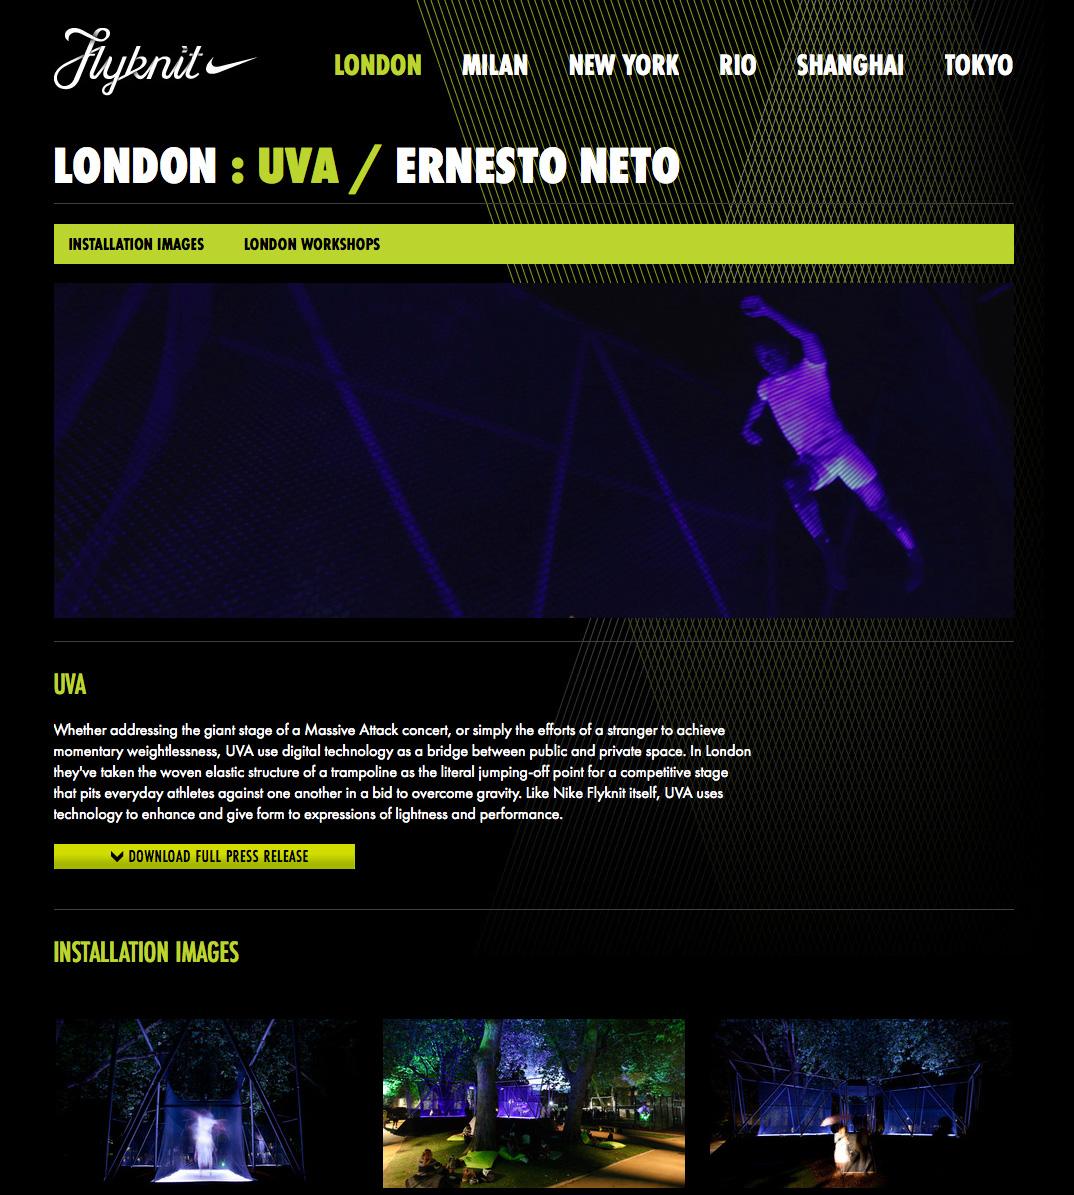 Flyknit
LONDON MILAN NEW YORK RIO SHANGHAI TOKYO
LONDON : UVA / ERNESTO NETO
INSTALLATION IMAGES LONDON WORKSHOPS
UVA
Whether addressing the giant stage of a Massive Attack concert, or simply the efforts of a stranger to achieve
momentary weightlessness, UVA use digital technology as a bridge between public and private space. In London
they've taken the woven elastic structure of a trampoline as the literal jumping-off point for a competitive stage
that pits everyday athletes against one another in a bid to overcome gravity. Like Nike Flyknit itself, UVA uses
technology to enhance and give form to expressions of lightness and performance.
DOWNLOAD FULL PRESS RELEASE
INSTALLATION IMAGES